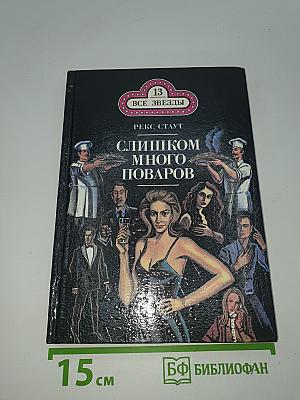 13
ВСЕ ЗВЕЗДЫ
РЕКС СТАУТ
СЛИШКОМ
МНОГО
ПОВАРОВ
15 см
БФ БИБЛИОФАН